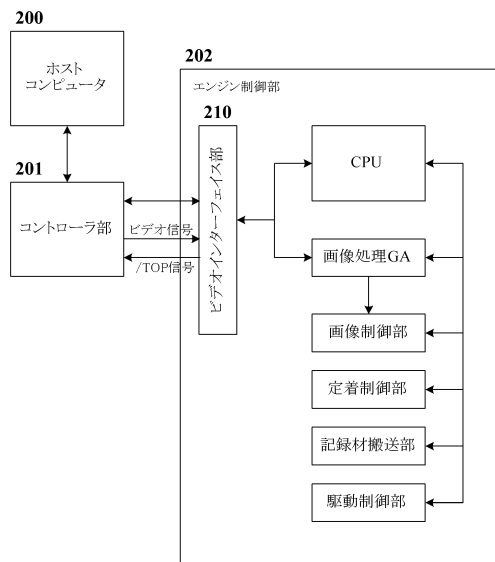 200
ホスト
コンピュータ
202
エンジン制御部
210
ビデオインターフェイス部
CPU
201
コントローラ部
ビデオ信号
/TOP信号
画像処理GA
画像制御部
定着制御部
記録材搬送部
駆動制御部